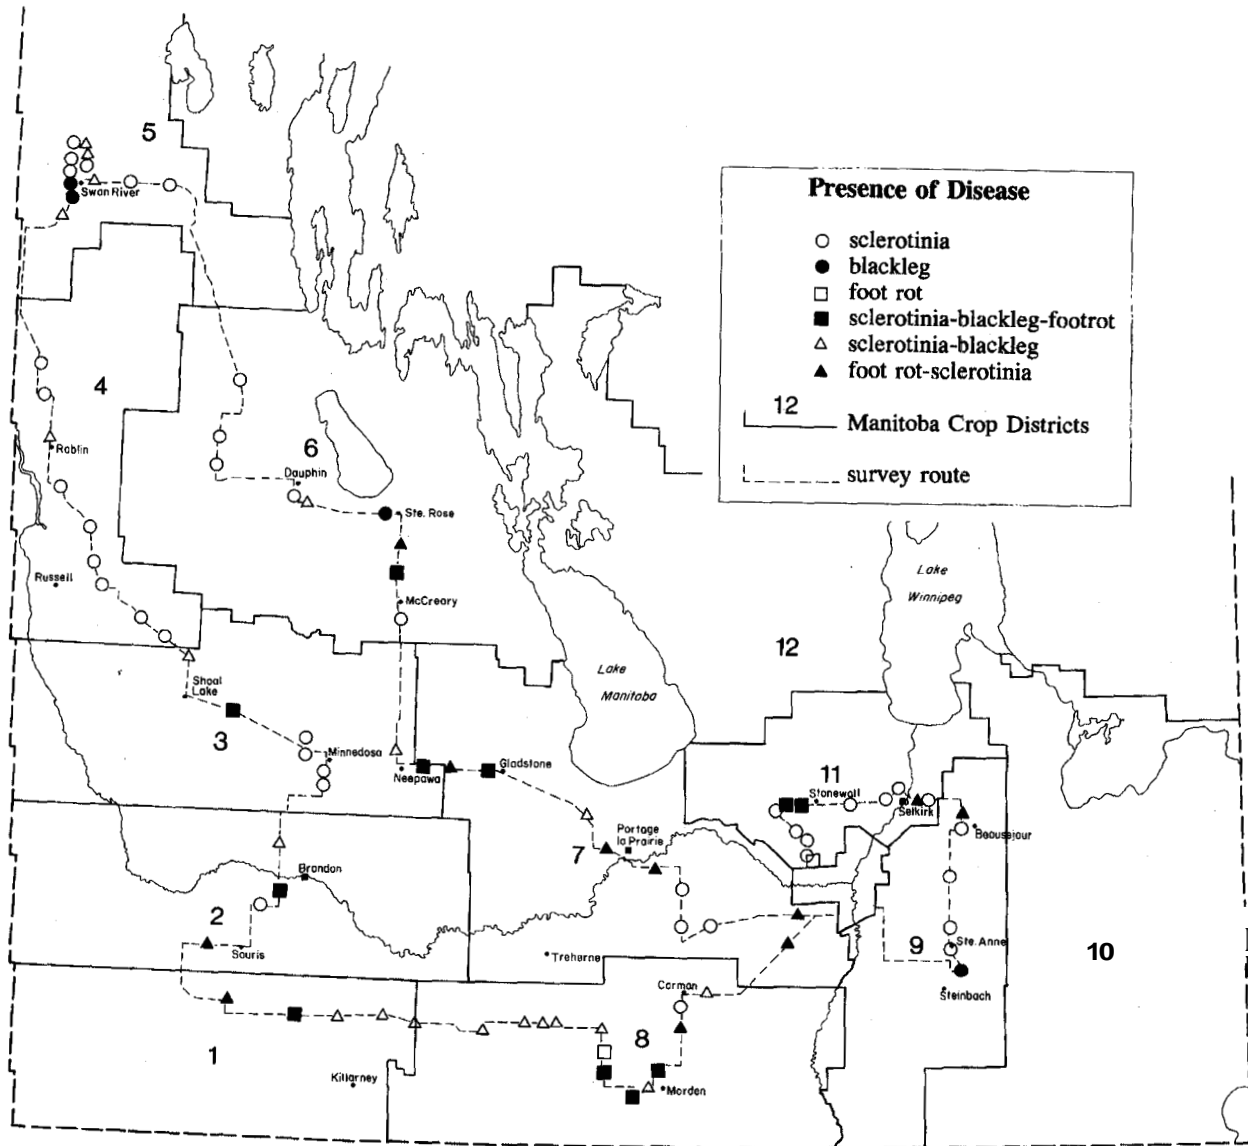 5
Swan River
Presence of Disease
sclerotinia
blackleg
foot rot
sclerotinia-blackleg-footrot
sclerotinia-blackleg
foot rot-sclerotinia
12
Manitoba Crop Districts
survey route
4
Roblin
6
Dauphin
Ste. Rose
Russell
McCreary
Lake
Winnipeg
12
Lake
Manitoba
Shoal
Lake
3
Minnedosa
Neepawa
Gladstone
11
Stonewall
Selkirk
Beausejour
7
Portage
la Prairie
Brandon
2
Souris
Treherne
9
Ste. Anne
10
Steinbach
Carman
8
1
Killarney
Morden